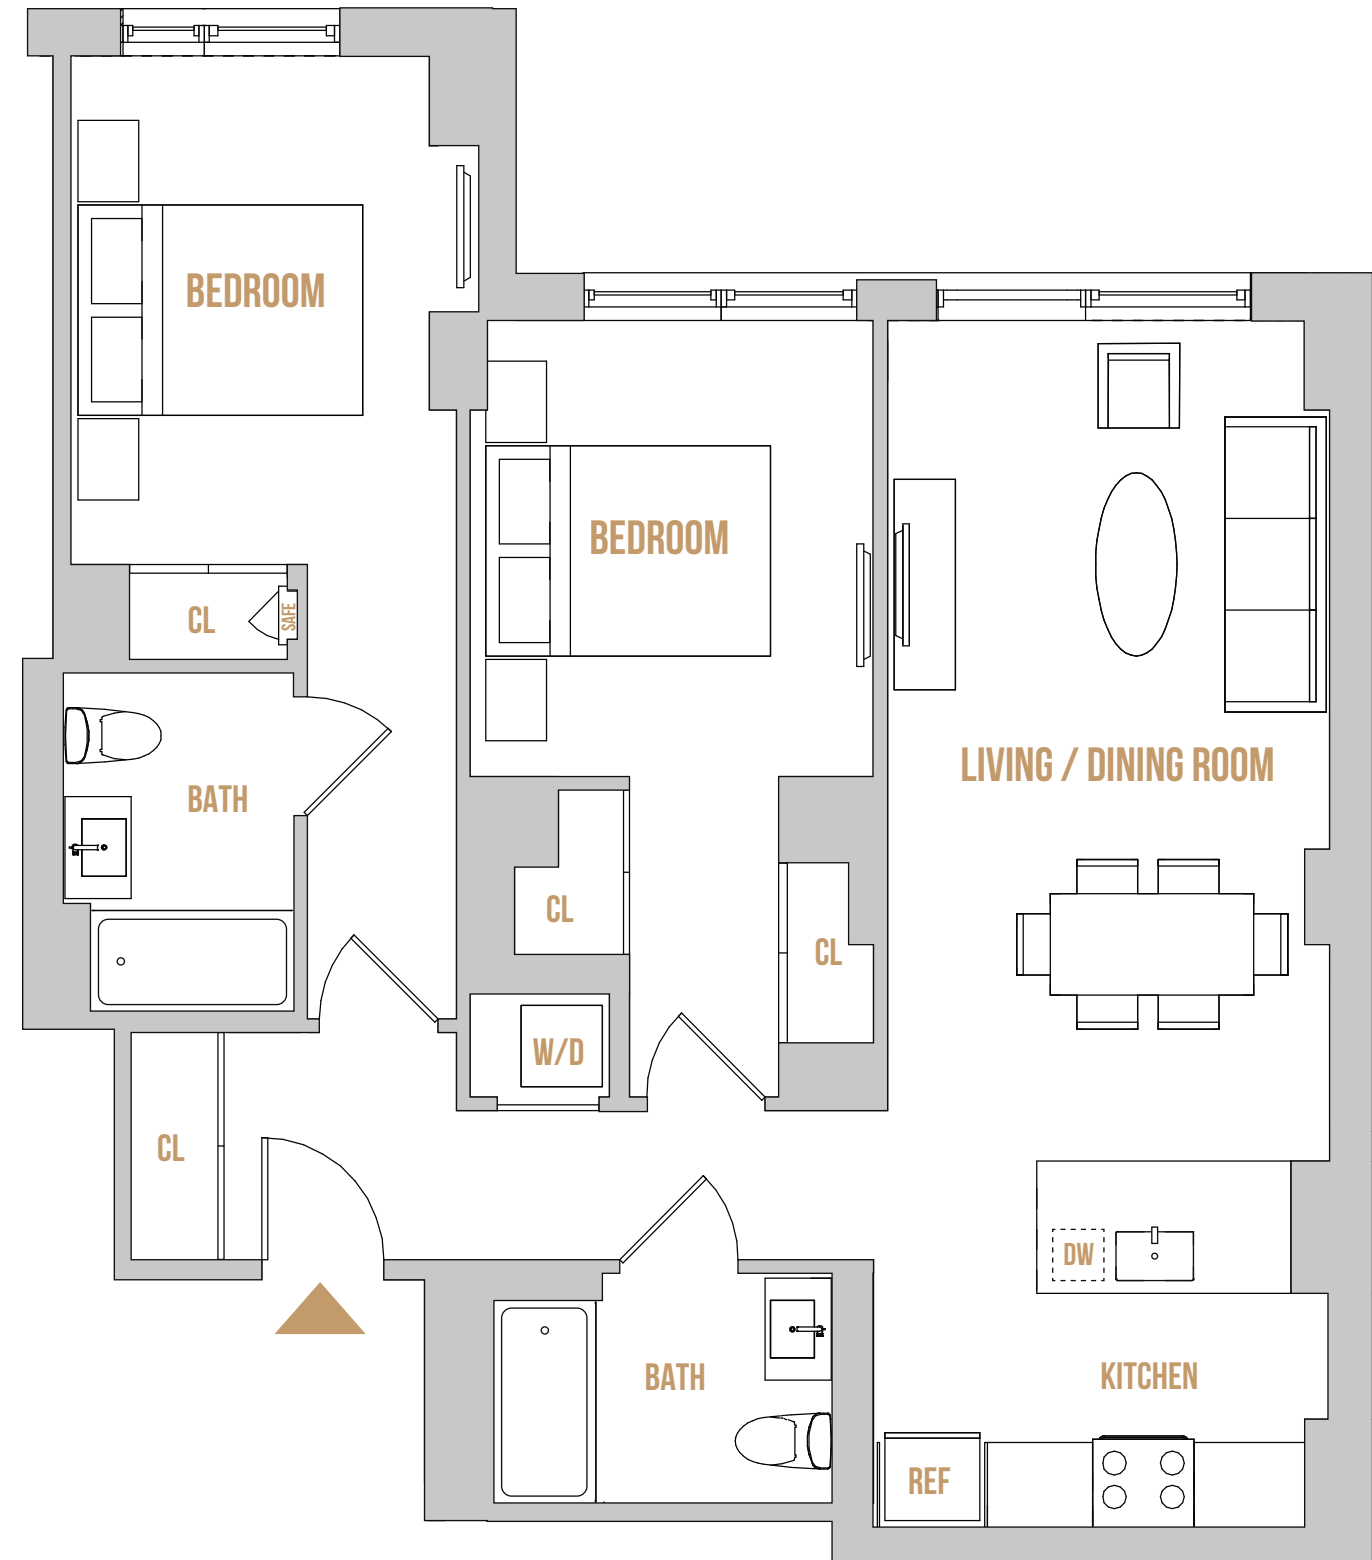 BEDROOM
BEDROOM
CL
SAFE
LIVING / DINING ROOM
BATH
CL
CL
W/D
CL
DW
KITCHEN
BATH
REF